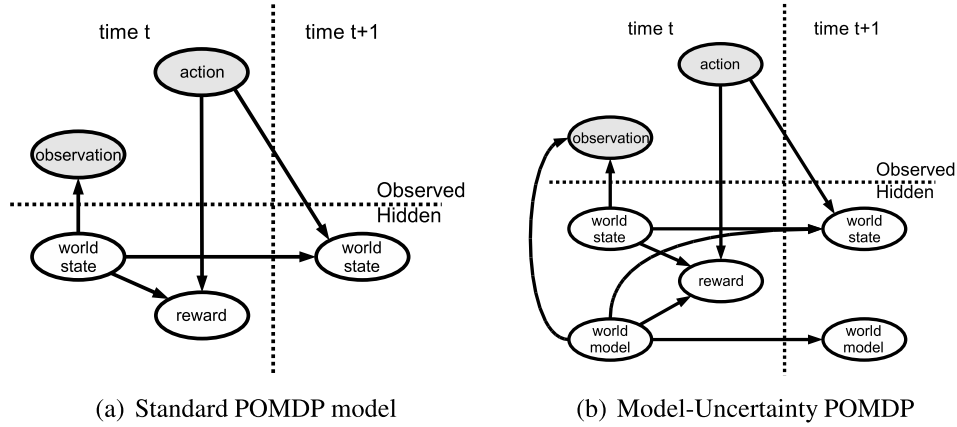 time t
time t+1
action
observation
Observed
Hidden
world
state
world
state
reward
(a) Standard POMDP model
time t
time t+1
action
observation
Observed
Hidden
world
state
world
state
reward
world
model
world
model
(b) Model-Uncertainty POMDP